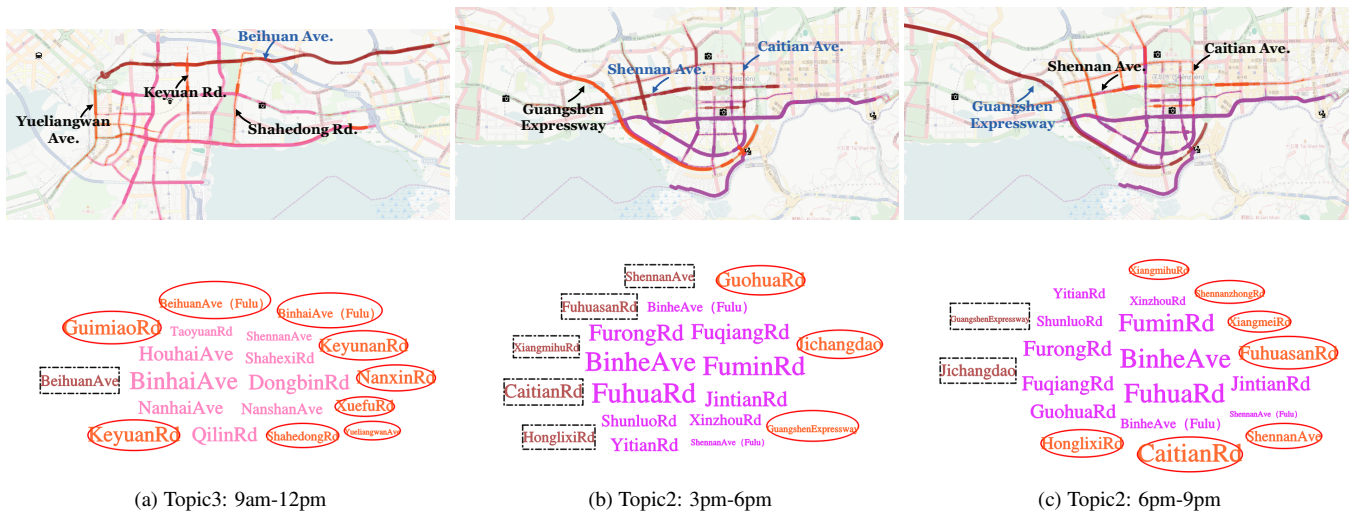 Beihuan Ave.
Keyuan Rd.
Yueliangwan
Ave.
Shahedong Rd.
Caitian Ave.
Shennan Ave.
Guangshen
Expressway
Caitian Ave.
Shennan Ave.
Guangshen
Expressway
BeihuanAve（Fulu）
BinhaiAve（Fulu）
GuimiaoRd
TaoyuanRd
ShennanAve
KeyunanRd
HouhaiAve
ShahexiRd
BeihuanAve
BinhaiAve
DongbinRd
NanxinRd
NanhaiAve
NanshanAve
XuefuRd
KeyuanRd
QilinRd
ShahedongRd
YueliangwanAve
ShennanAve
GuohuaRd
FuhuasanRd
BinheAve（Fulu）
FurongRd
FuqiangRd
XiangmihuRd
Jichangdao
BinheAve
FuminRd
CaitianRd
FuhuaRd
JintianRd
ShunluoRd
XinzhouRd
GuangshenExpressway
HonglixiRd
YitianRd
ShennanAve（Fulu）
XiangmihuRd
YitianRd
XinzhouRd
ShennanzhongRd
GuangshenExpressway
ShunluoRd
FuminRd
XiangmeiRd
FurongRd
BinheAve
FuhuasanRd
Jichangdao
FuqiangRd
FuhuaRd
JintianRd
GuohuaRd
ShennanAve（Fulu）
BinheAve（Fulu）
HonglixiRd
CaitianRd
ShennanAve
(a) Topic3: 9am-12pm
(b) Topic2: 3pm-6pm
(c) Topic2: 6pm-9pm